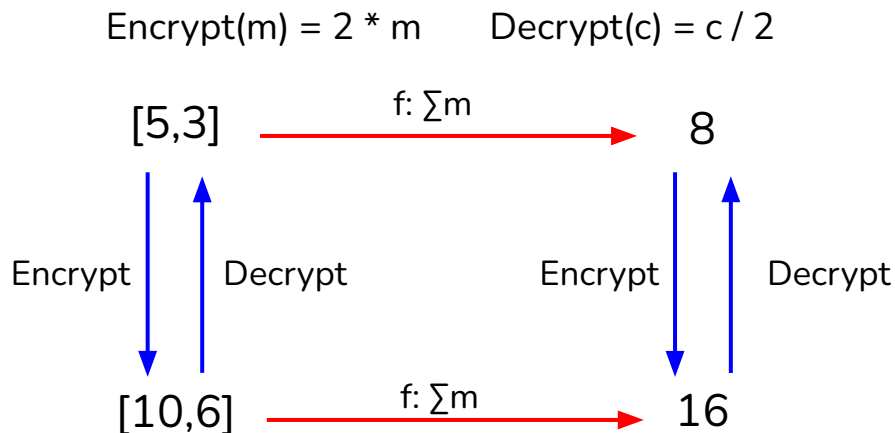 Encrypt(m) = 2 * m Decrypt(c) = c / 2
f: ∑m
[5,3] 8
Encrypt Decrypt Encrypt Decrypt
f: ∑m
[10,6] 16